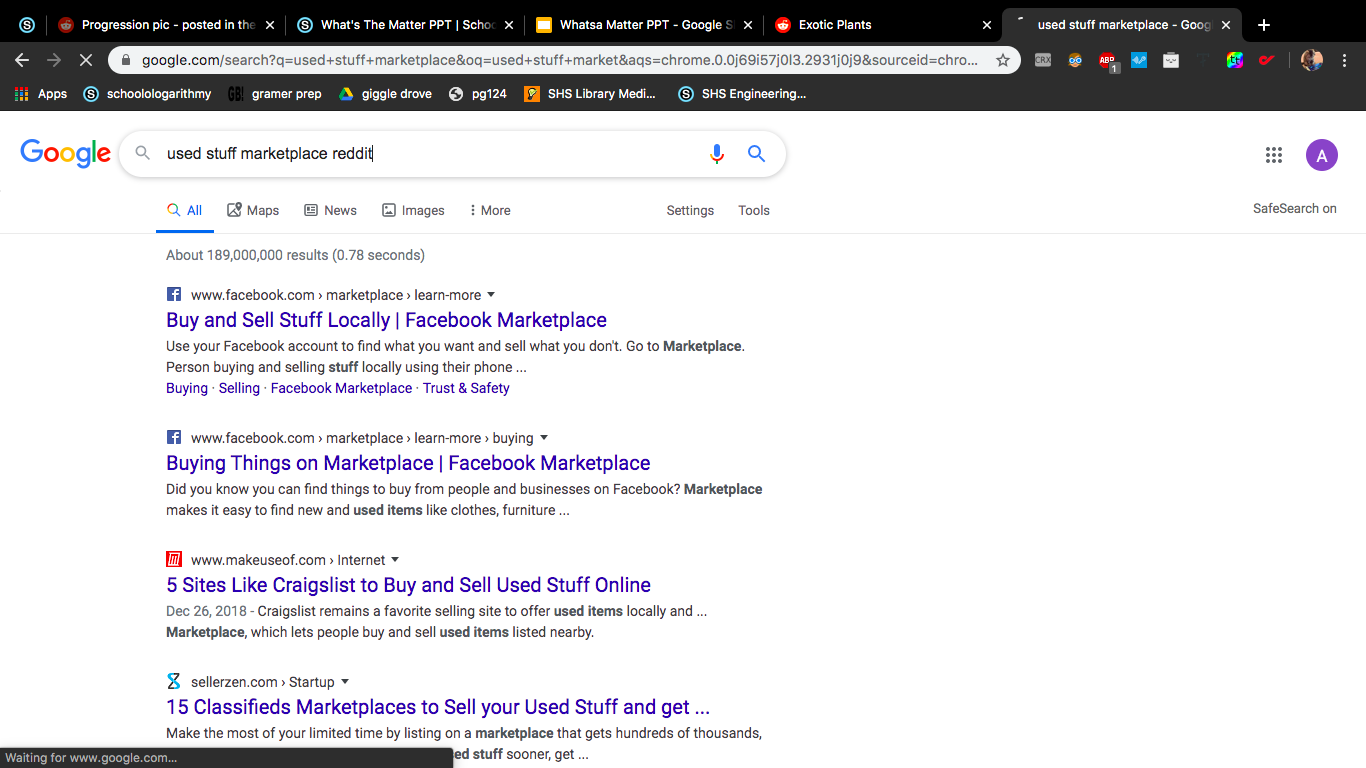 Progression pic - posted in the
What's The Matter PPT | Schoo
Whatsa Matter PPT - Google S
Exotic Plants
used stuff marketplace - Goog
google.com/search?q=used+stuff+marketplace&oq=used+stuff+market&aqs=chrome.0.0j69i57j0l3.2931j0j9&sourceid=chro...
CRX
ABP
1
Apps
schoolologarithmy
GB!
gramer prep
giggle drove
pg124
SHS Library Medi...
SHS Engineering...
Google
used stuff marketplace reddit
A
All
Maps
News
Images
More
Settings
Tools
SafeSearch on
About 189,000,000 results (0.78 seconds)
www.facebook.com › marketplace › learn-more
Buy and Sell Stuff Locally | Facebook Marketplace
Use your Facebook account to find what you want and sell what you don't. Go to Marketplace.
Person buying and selling stuff locally using their phone ...
Buying · Selling · Facebook Marketplace · Trust & Safety
www.facebook.com › marketplace › learn-more › buying
Buying Things on Marketplace | Facebook Marketplace
Did you know you can find things to buy from people and businesses on Facebook? Marketplace
makes it easy to find new and used items like clothes, furniture ...
www.makeuseof.com › Internet
5 Sites Like Craigslist to Buy and Sell Used Stuff Online
Dec 26, 2018 - Craigslist remains a favorite selling site to offer used items locally and ...
Marketplace, which lets people buy and sell used items listed nearby.
sellerzen.com › Startup
15 Classifieds Marketplaces to Sell your Used Stuff and get ...
Make the most of your limited time by listing on a marketplace that gets hundreds of thousands,
ed stuff sooner, get ...
Waiting for www.google.com...